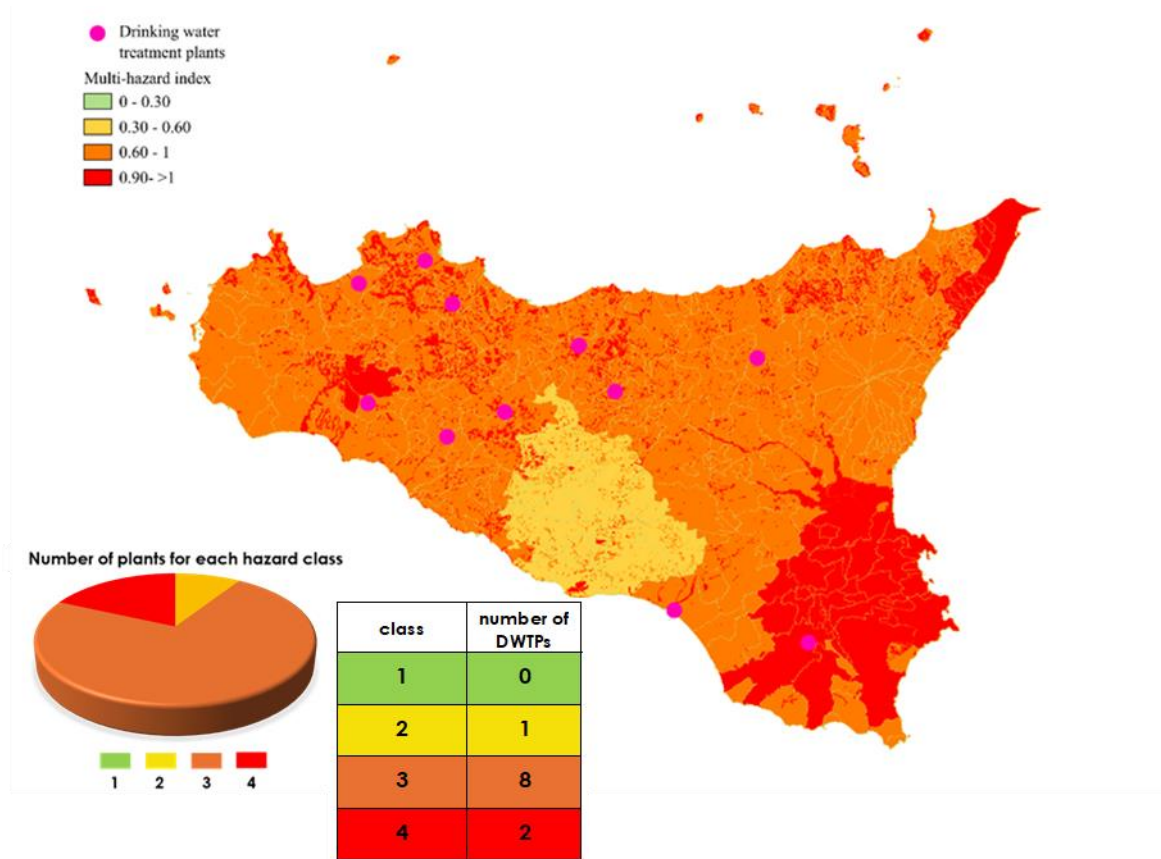 Drinking water
treatment plants
Multi-hazard index
0 - 0.30
0.30 - 0.60
0.60 - 1
0.90- >1
Number of plants for each hazard class
1 2 3 4
class number of DWTPs
1 0
2 1
3 8
4 2